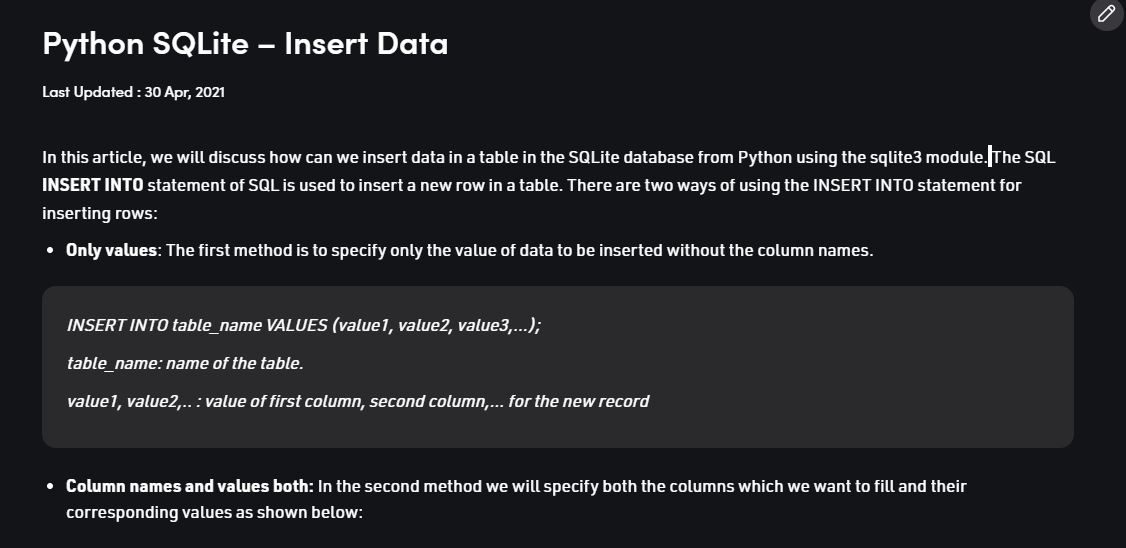 Python SQLite – Insert Data
Last Updated : 30 Apr, 2021
In this article, we will discuss how can we insert data in a table in the SQLite database from Python using the sqlite3 module. The SQL
INSERT INTO statement of SQL is used to insert a new row in a table. There are two ways of using the INSERT INTO statement for
inserting rows:
• Only values: The first method is to specify only the value of data to be inserted without the column names.
INSERT INTO table_name VALUES (value1, value2, value3,…);
table_name: name of the table.
value1, value2,.. : value of first column, second column,… for the new record
• Column names and values both: In the second method we will specify both the columns which we want to fill and their
corresponding values as shown below: